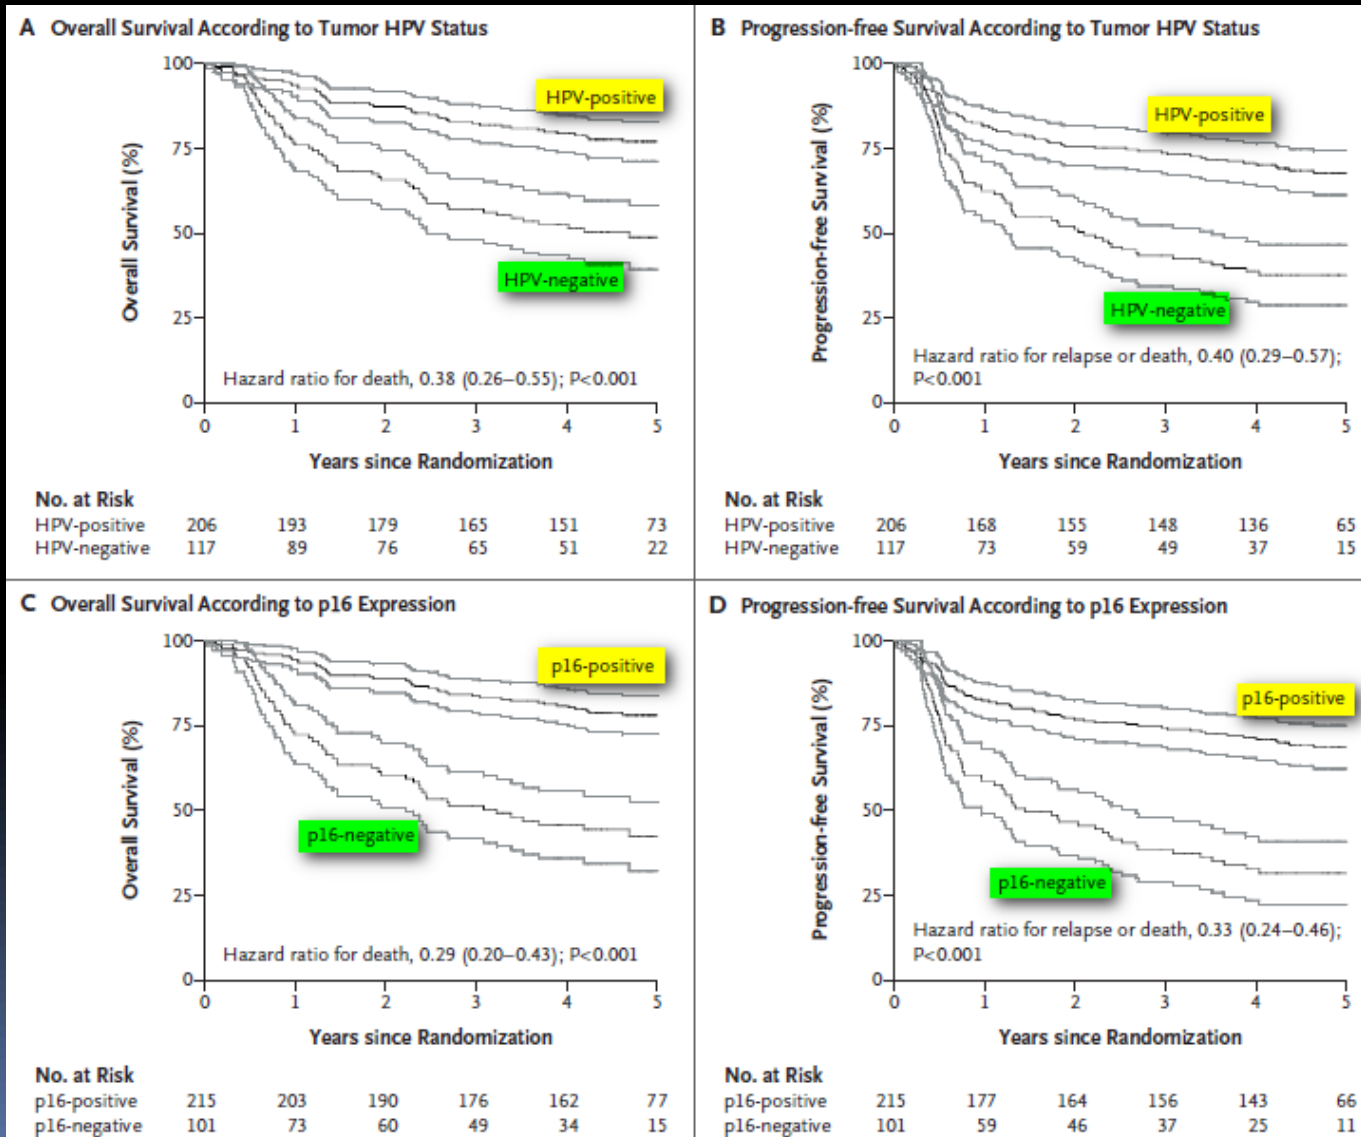 A Overall Survival According to Tumor HPV Status
100
75
50
25
0
Overall Survival (%)
HPV-positive
HPV-negative
Hazard ratio for death, 0.38 (0.26–0.55); P<0.001
0 1 2 3 4 5
Years since Randomization
No. at Risk
HPV-positive 206 193 179 165 151 73
HPV-negative 117 89 76 65 51 22
B Progression-free Survival According to Tumor HPV Status
100
75
50
25
0
Progression-free Survival (%)
HPV-positive
HPV-negative
Hazard ratio for relapse or death, 0.40 (0.29–0.57);
P<0.001
0 1 2 3 4 5
Years since Randomization
No. at Risk
HPV-positive 206 168 155 148 136 65
HPV-negative 117 73 59 49 37 15
C Overall Survival According to p16 Expression
100
75
50
25
0
Overall Survival (%)
p16-positive
p16-negative
Hazard ratio for death, 0.29 (0.20–0.43); P<0.001
0 1 2 3 4 5
Years since Randomization
No. at Risk
p16-positive 215 203 190 176 162 77
p16-negative 101 73 60 49 34 15
D Progression-free Survival According to p16 Expression
100
75
50
25
0
Progression-free Survival (%)
p16-positive
p16-negative
Hazard ratio for relapse or death, 0.33 (0.24–0.46);
P<0.001
0 1 2 3 4 5
Years since Randomization
No. at Risk
p16-positive 215 177 164 156 143 66
p16-negative 101 59 46 37 25 11